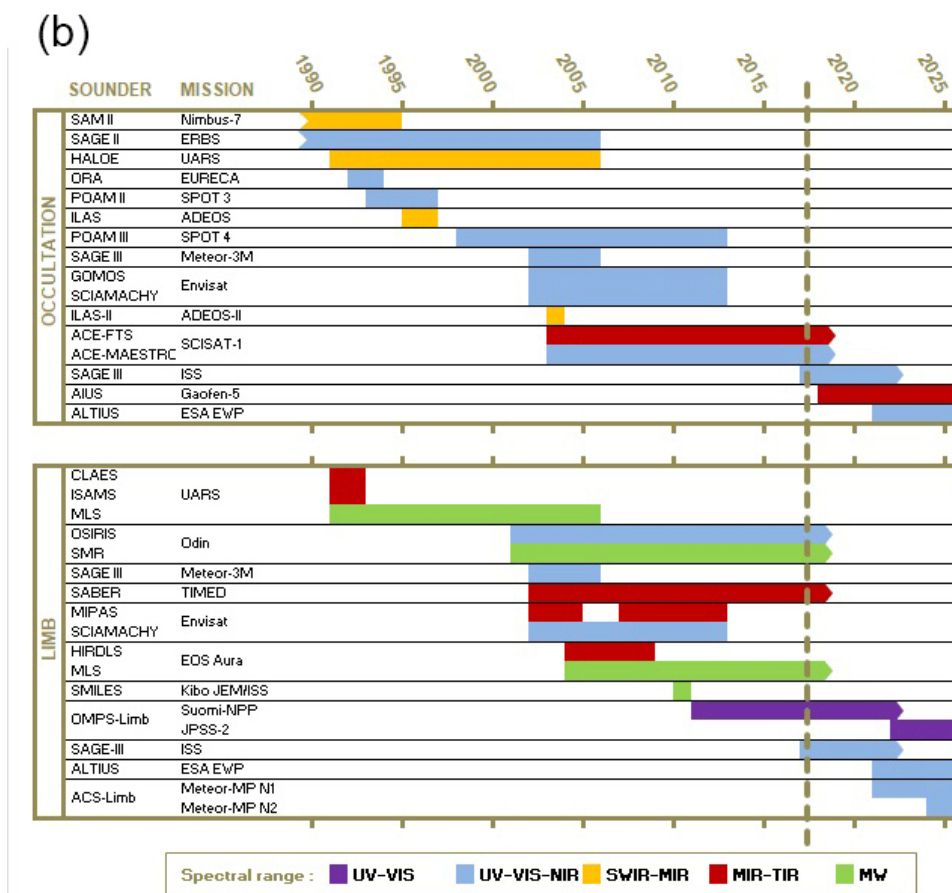 (b)
1990 1995 2000 2005 2010 2015 2020 2025
SOUNDER MISSION
OCCULTATION
SAM II Nimbus-7
SAGE II ERBS
HALOE UARS
ORA EURECA
POAM II SPOT 3
ILAS ADEOS
POAM III SPOT 4
SAGE III Meteor-3M
GOMOS
Envisat
SCIAMACHY
ILAS-II ADEOS-II
ACE-FTS
SCISAT-1
ACE-MAESTRO
SAGE III ISS
AIUS Gaofen-5
ALTIUS ESA EWP
LIMB
CLAES
ISAMS UARS
MLS
OSIRIS
Odin
SMR
SAGE III Meteor-3M
SABER TIMED
MIPAS
Envisat
SCIAMACHY
HIRDLS
EOS Aura
MLS
SMILES Kibo JEM/ISS
Suomi-NPP
OMPS-Limb
JPSS-2
SAGE-III ISS
ALTIUS ESA EWP
Meteor-MP N1
ACS-Limb
Meteor-MP N2
Spectral range : UV-VIS UV-VIS-NIR SWIR-MIR MIR-TIR MW